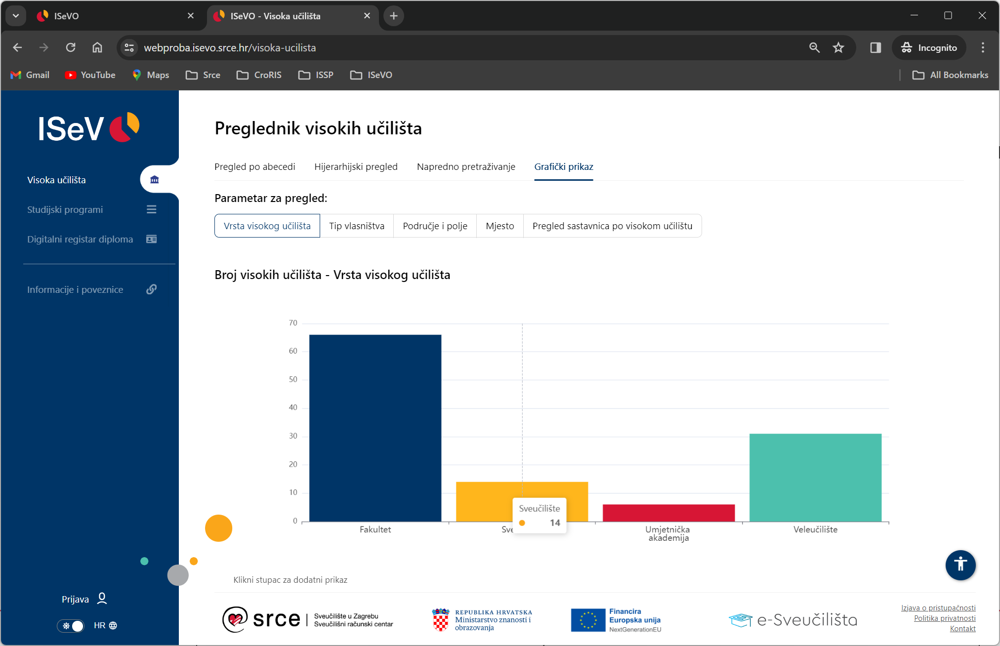 ISeVO
ISeVO - Visoka učilišta
webproba.isevo.srce.hr/visoka-ucilista
Incognito
Gmail
YouTube
Maps
Srce
CroRIS
ISSP
ISeVO
All Bookmarks
ISeV
Visoka učilišta
Studijski programi
Digitalni registar diploma
Informacije i poveznice
Prijava
HR
Preglednik visokih učilišta
Pregled po abecedi
Hijerarhijski pregled
Napredno pretraživanje
Grafički prikaz
Parametar za pregled:
Vrsta visokog učilišta
Tip vlasništva
Područje i polje
Mjesto
Pregled sastavnica po visokom učilištu
Broj visokih učilišta - Vrsta visokog učilišta
70
60
50
40
30
20
10
0
Sveučilište
14
Fakultet
Sve
Umjetnička
akademija
Veleučilište
Klikni stupac za dodatni prikaz
srce
Sveučilište u Zagrebu
Sveučilišni računski centar
REPUBLIKA HRVATSKA
Ministarstvo znanosti i
obrazovanja
Financira
Europska unija
NextGenerationEU
e-Sveučilišta
Izjava o pristupačnosti
Politika privatnosti
Kontakt